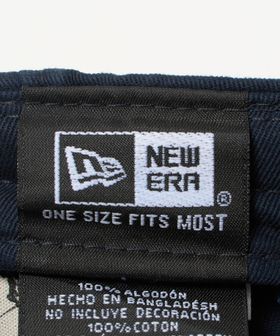 NEW
ERA®
ONE SIZE FITS MOST
100% ALGODÓN
HECHO EN BANGLADÉSH
NO INCLUYE DECORACIÓN
100% COTON